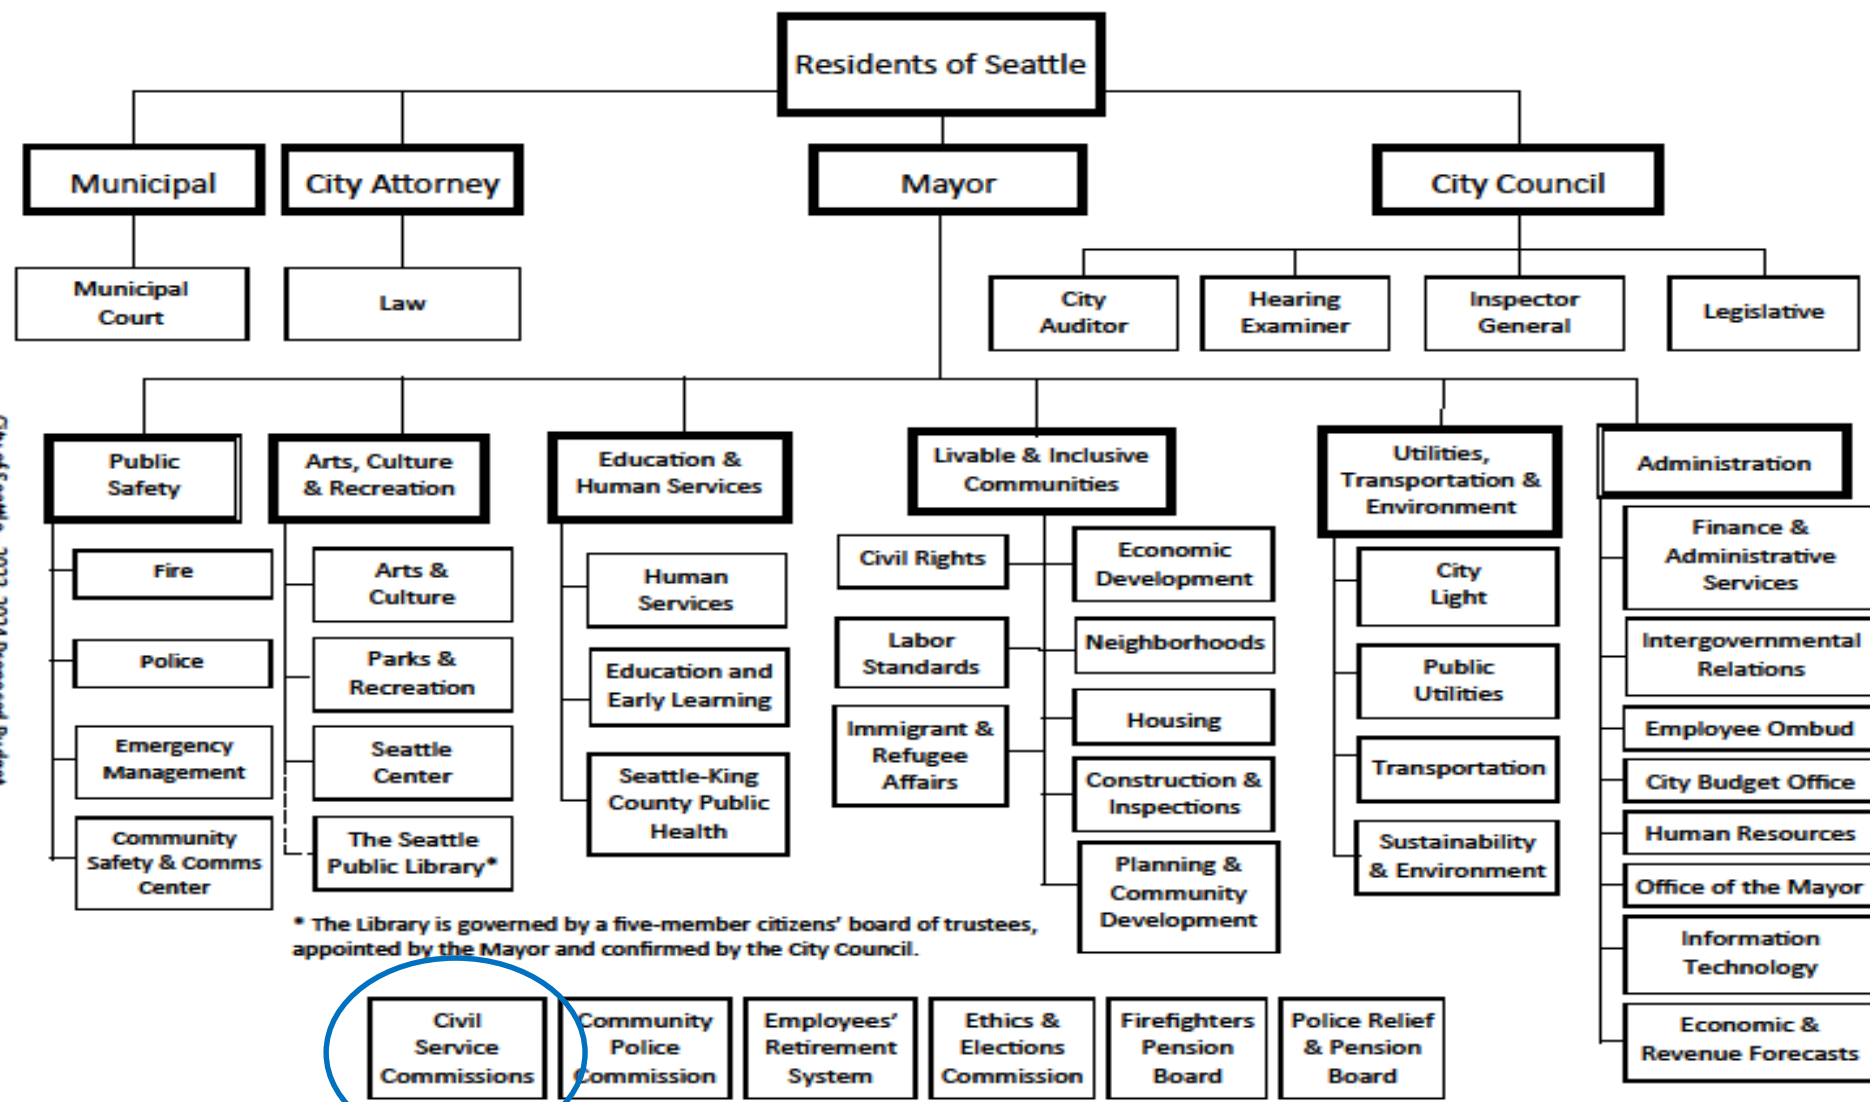 Residents of Seattle
Municipal
City Attorney
Mayor
City Council
Municipal
Court
Law
City
Auditor
Hearing
Examiner
Inspector
General
Legislative
Public
Safety
Fire
Police
Emergency
Management
Community
Safety & Comms
Center
Arts, Culture
& Recreation
Arts &
Culture
Parks &
Recreation
Seattle
Center
The Seattle
Public Library*
Education &
Human Services
Human
Services
Education and
Early Learning
Seattle-King
County Public
Health
Livable & Inclusive
Communities
Civil Rights
Labor
Standards
Immigrant &
Refugee
Affairs
Economic
Development
Neighborhoods
Housing
Construction &
Inspections
Planning &
Community
Development
Utilities,
Transportation &
Environment
City
Light
Public
Utilities
Transportation
Sustainability
& Environment
Administration
Finance &
Administrative
Services
Intergovernmental
Relations
Employee Ombud
City Budget Office
Human Resources
Office of the Mayor
Information
Technology
Economic &
Revenue Forecasts
* The Library is governed by a five-member citizens’ board of trustees,
appointed by the Mayor and confirmed by the City Council.
Civil
Service
Commissions
Community
Police
Commission
Employees’
Retirement
System
Ethics &
Elections
Commission
Firefighters
Pension
Board
Police Relief
& Pension
Board